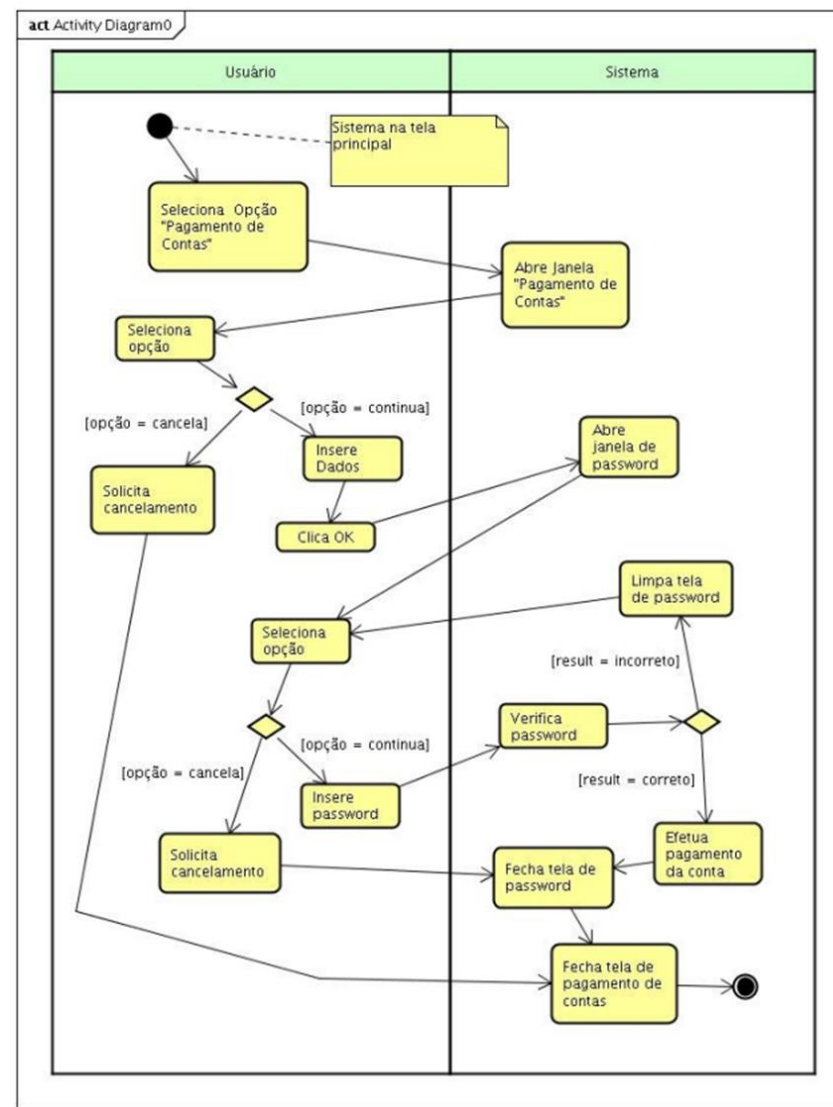 act Activity Diagram0
Usuário
Sistema
Sistema na tela
principal
Seleciona Opção
"Pagamento de
Contas"
Abre Janela
"Pagamento de
Contas"
Seleciona
opção
[opção = cancela]
[opção = continua]
Insere
Dados
Abre
janela de
password
Solicita
cancelamento
Clica OK
Limpa tela
de password
Seleciona
opção
[result = incorreto]
Verifica
password
[opção = continua]
[opção = cancela]
[result = correto]
Insere
password
Solicita
cancelamento
Efetua
pagamento
da conta
Fecha tela de
password
Fecha tela de
pagamento de
contas